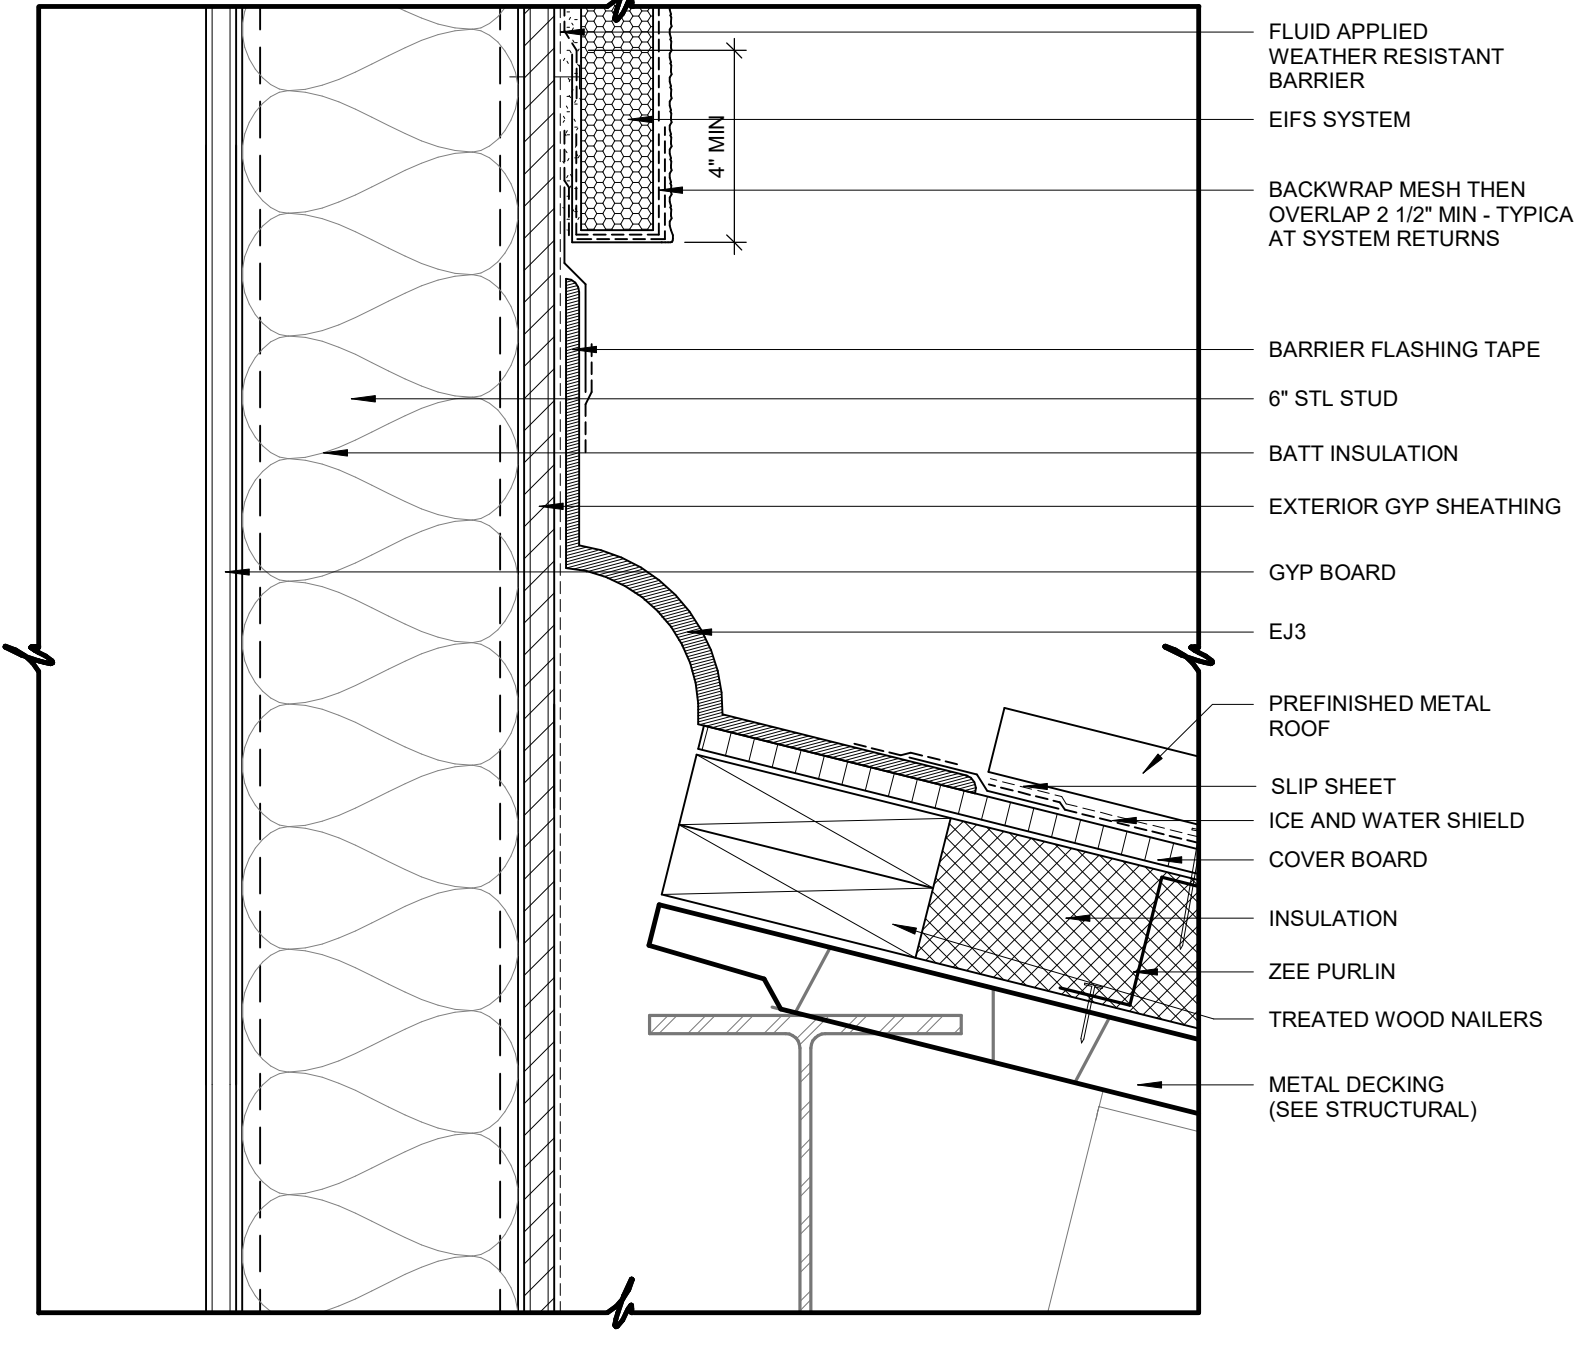 FLUID APPLIED
WEATHER RESISTANT
BARRIER
EIFS SYSTEM
4" MIN
BACKWRAP MESH THEN
OVERLAP 2 1/2" MIN - TYPICA
AT SYSTEM RETURNS
BARRIER FLASHING TAPE
6" STL STUD
BATT INSULATION
EXTERIOR GYP SHEATHING
GYP BOARD
EJ3
PREFINISHED METAL
ROOF
SLIP SHEET
ICE AND WATER SHIELD
COVER BOARD
INSULATION
ZEE PURLIN
TREATED WOOD NAILERS
METAL DECKING
(SEE STRUCTURAL)